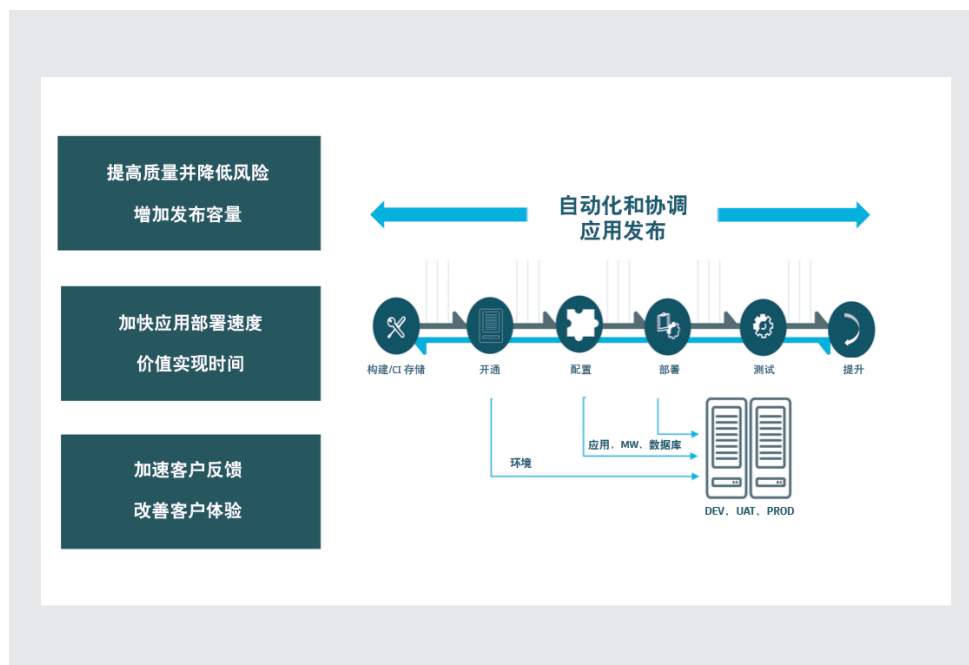 提高质量并降低风险
增加发布容量
加快应用部署速度
价值实现时间
加速客户反馈
改善客户体验
自动化和协调
应用发布
构建/CI 存储
开通
配置
部署
测试
提升
应用、MW、数据库
环境
DEV、UAT、PROD